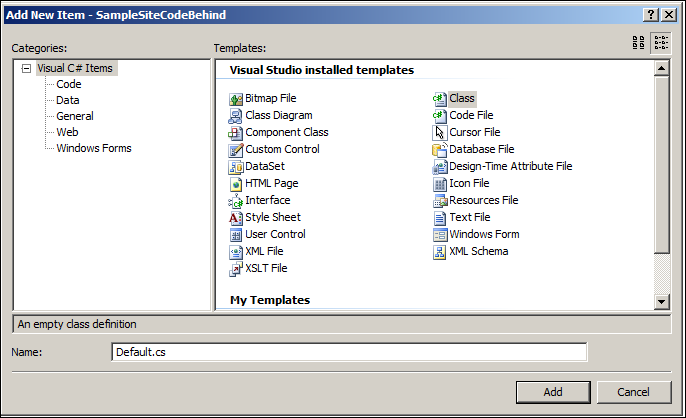 Add New Item - SampleSiteCodeBehind
Categories:
Templates:
Visual C# Items
Code
Data
General
Web
Windows Forms
Visual Studio installed templates
Bitmap File
Class Diagram
Component Class
Custom Control
DataSet
HTML Page
Interface
Style Sheet
User Control
XML File
XSLT File
Class
Code File
Cursor File
Database File
Design-Time Attribute File
Icon File
Resources File
Text File
Windows Form
XML Schema
My Templates
An empty class definition
Name:
Default.cs
Add
Cancel